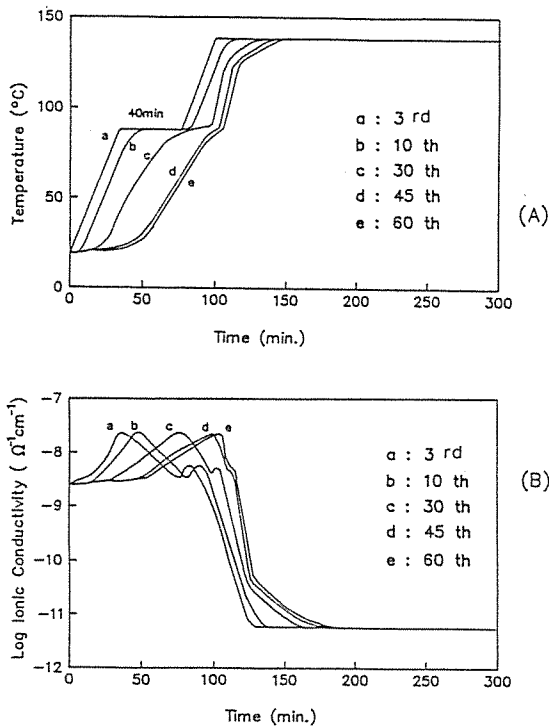 150
100
50
0
Temperature (°C)
40min
a
b
c
d
e
a : 3 rd
b : 10 th
c : 30 th
d : 45 th
e : 60 th
(A)
0 50 100 150 200 250 300
Time (min.)
-7
-8
-9
-10
-11
-12
Log Ionic Conductivity ( Ω⁻¹cm⁻¹)
a b c d e
a : 3 rd
b : 10 th
c : 30 th
d : 45 th
e : 60 th
(B)
0 50 100 150 200 250 300
Time (min.)